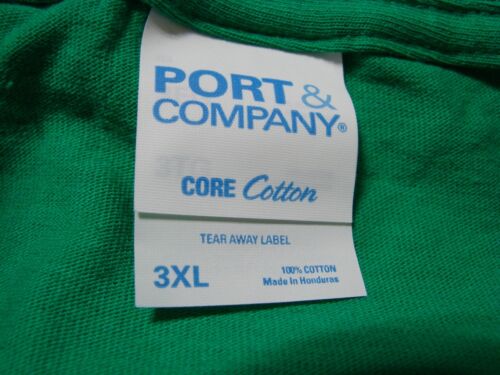 PORT &
COMPANY®
CORE Cotton
TEAR AWAY LABEL
3XL
100% COTTON
Made In Honduras